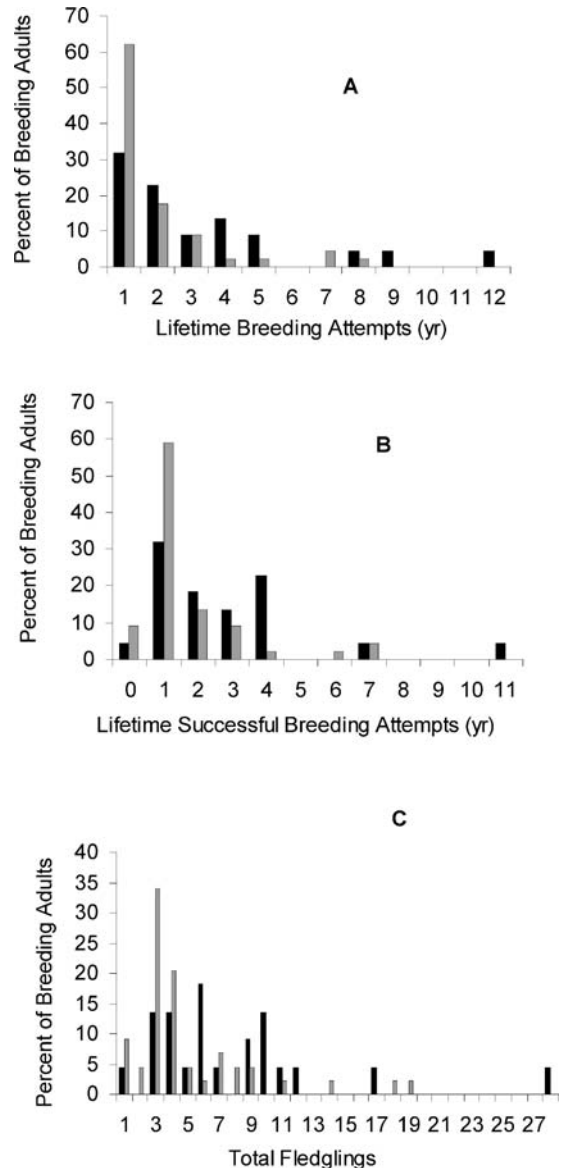 A
Percent of Breeding Adults
70
60
50
40
30
20
10
0
1 2 3 4 5 6 7 8 9 10 11 12
Lifetime Breeding Attempts (yr)
B
Percent of Breeding Adults
70
60
50
40
30
20
10
0
0 1 2 3 4 5 6 7 8 9 10 11
Lifetime Successful Breeding Attempts (yr)
C
Percent of Breeding Adults
40
35
30
25
20
15
10
5
0
1 3 5 7 9 11 13 15 17 19 21 23 25 27
Total Fledglings